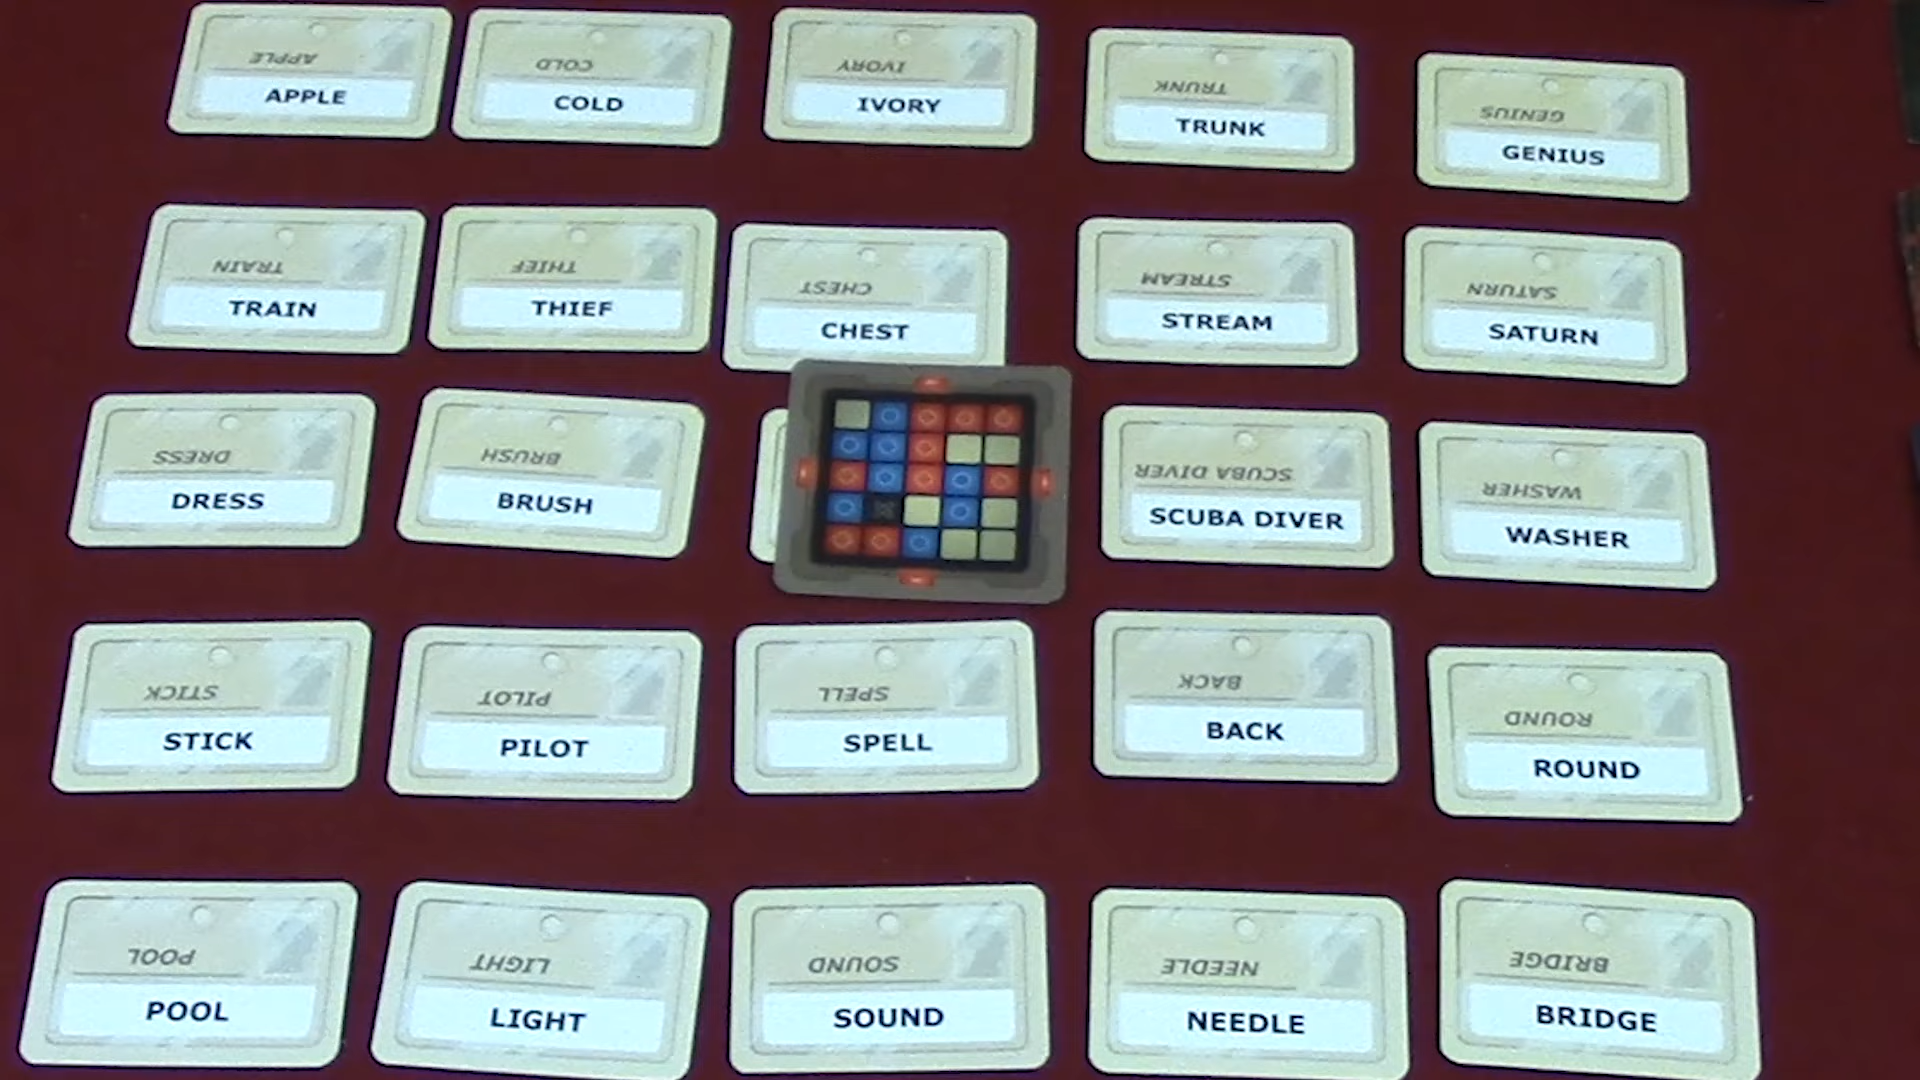 APPLE
APPLE
COLD
COLD
IVORY
IVORY
TRUNK
TRUNK
GENIUS
GENIUS
TRAIN
TRAIN
THIEF
THIEF
CHEST
CHEST
STREAM
STREAM
SATURN
SATURN
DRESS
DRESS
BRUSH
BRUSH
SCUBA DIVER
SCUBA DIVER
WASHER
WASHER
STICK
STICK
PILOT
PILOT
SPELL
SPELL
BACK
BACK
ROUND
ROUND
POOL
POOL
LIGHT
LIGHT
SOUND
SOUND
NEEDLE
NEEDLE
BRIDGE
BRIDGE